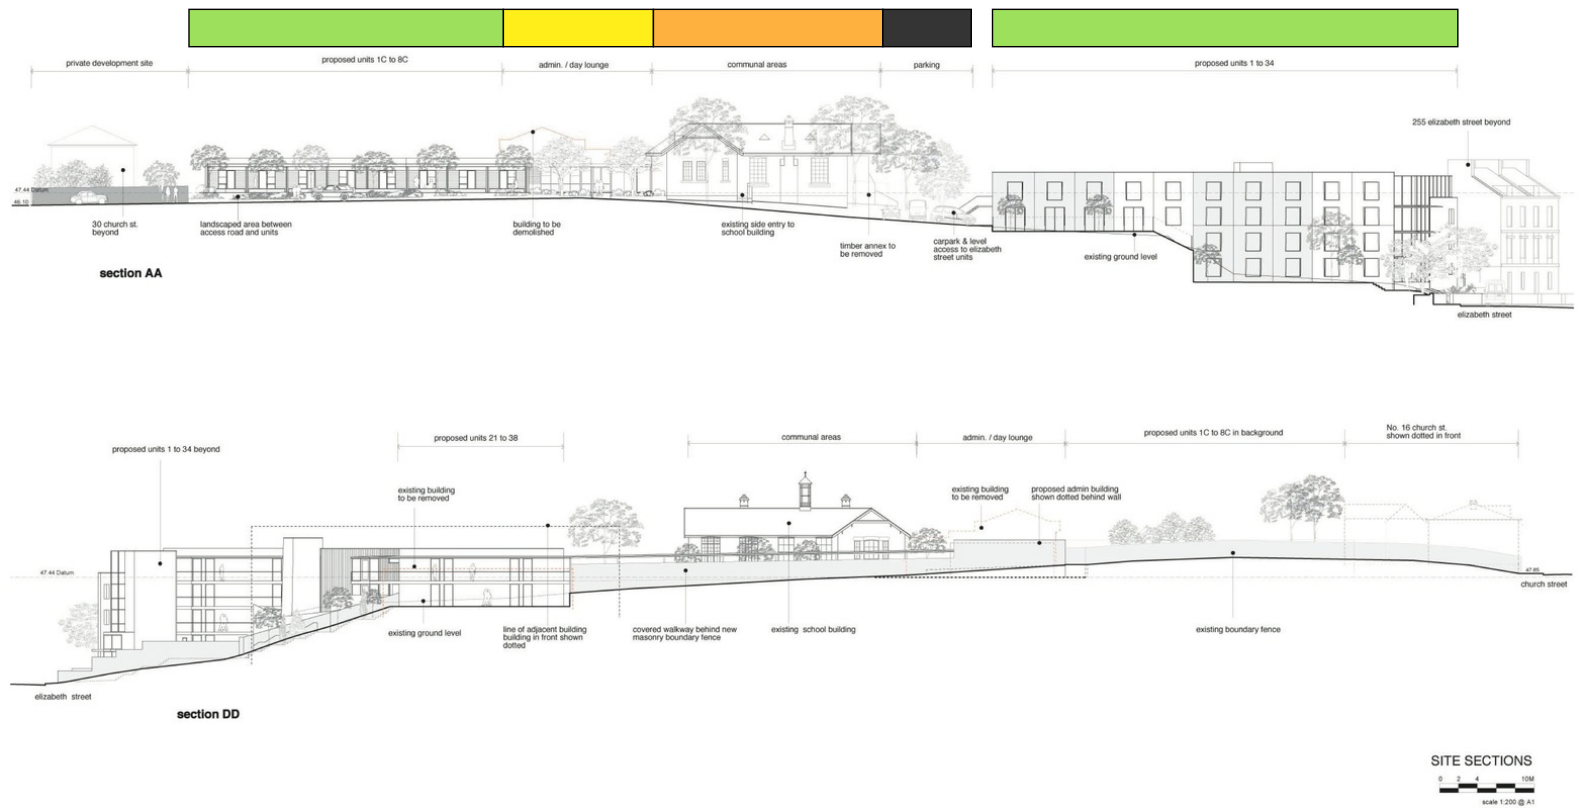 private development site
proposed units 1C to 8C
admin. / day lounge
communal areas
parking
proposed units 1 to 34
255 elizabeth street beyond
47.44 Datum
46.10
30 church st.
beyond
landscaped area between
access road and units
building to be
demolished
existing side entry to
school building
timber annex to
be removed
carpark & level
access to elizabeth
street units
existing ground level
elizabeth street
section AA
proposed units 1 to 34 beyond
proposed units 21 to 38
communal areas
admin. / day lounge
proposed units 1C to 8C in background
No. 16 church st.
shown dotted in front
existing building
to be removed
existing building
to be removed
proposed admin building
shown dotted behind wall
47.44 Datum
47.85
church street
existing ground level
line of adjacent building
building in front shown
dotted
covered walkway behind new
masonry boundary fence
existing school building
existing boundary fence
elizabeth street
section DD
SITE SECTIONS
0 2 4 10M
scale 1:200 @ A1